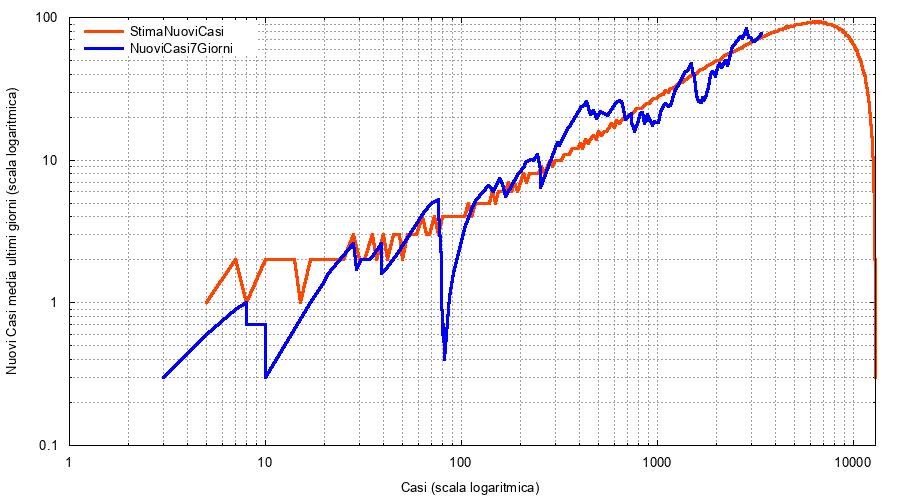 100
StimaNuoviCasi
NuoviCasi7Giorni
10
1
0.1
Nuovi Casi media ultimi giorni (scala logaritmica)
1
10
100
1000
10000
Casi (scala logaritmica)